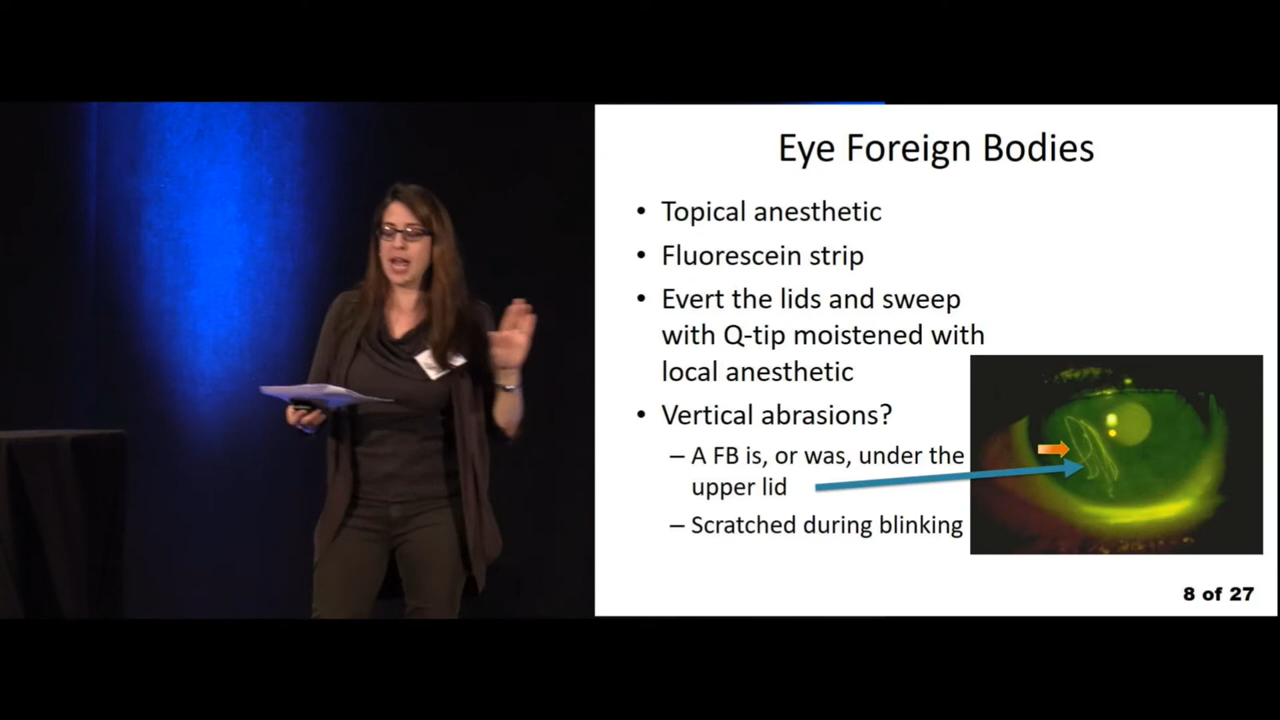 Eye Foreign Bodies
• Topical anesthetic
• Fluorescein strip
• Evert the lids and sweep
with Q-tip moistened with
local anesthetic
• Vertical abrasions?
– A FB is, or was, under the
upper lid
– Scratched during blinking
8 of 27